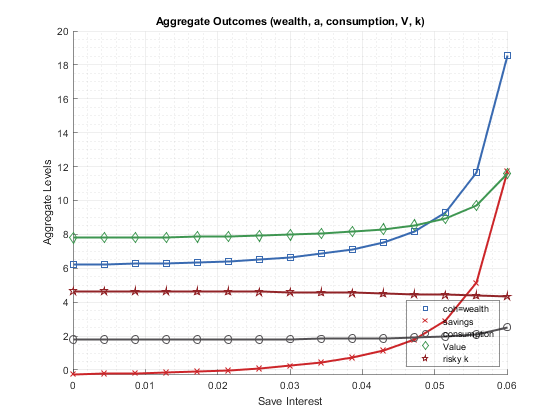 Aggregate Outcomes (wealth, a, consumption, V, k)
20
18
16
14
12
10
8
6
4
2
0
Aggregate Levels
coh=wealth
savings
consumption
Value
risky k
0
0.01
0.02
0.03
0.04
0.05
0.06
Save Interest